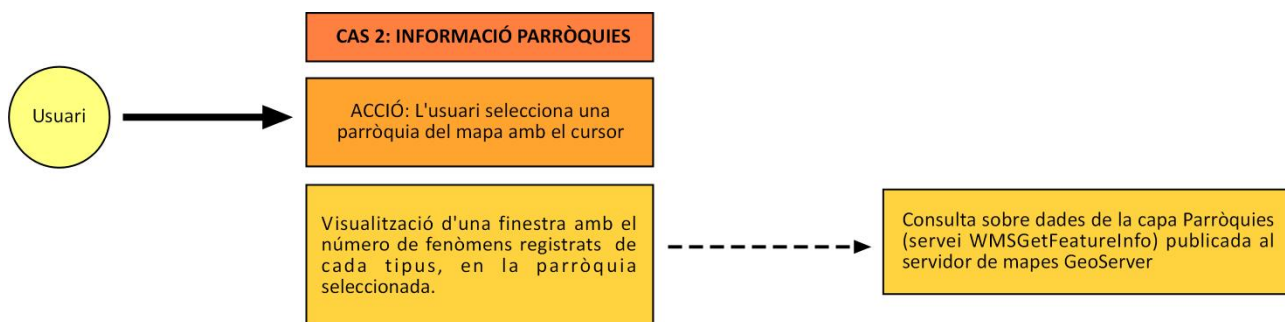 CAS 2: INFORMACIÓ PARRÒQUIES
Usuari
ACCIÓ: L'usuari selecciona una
parròquia del mapa amb el cursor
Visualització d'una finestra amb el
número de fenòmens registrats de
cada tipus, en la parròquia
seleccionada.
Consulta sobre dades de la capa Parròquies
(servei WMSGetFeatureInfo) publicada al
servidor de mapes GeoServer